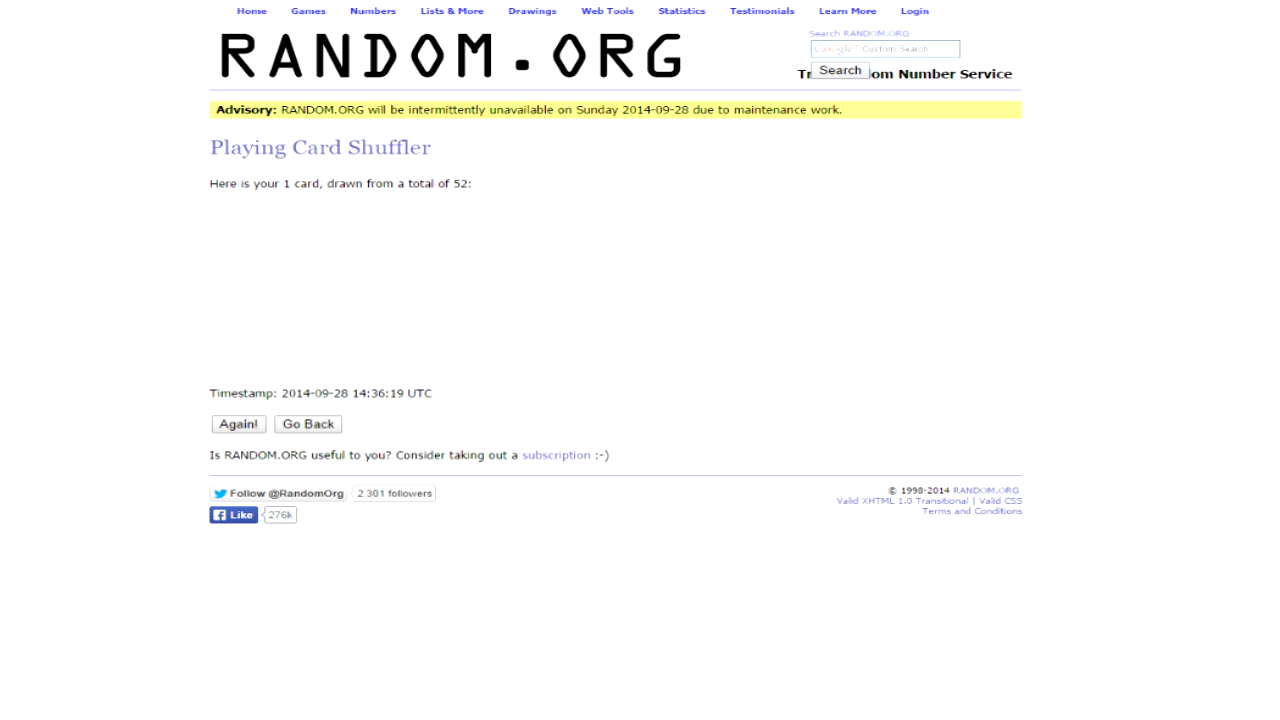 Home Games Numbers Lists & More Drawings Web Tools Statistics Testimonials Learn More Login
RANDOM.ORG
Search RANDOM.ORG
Google Custom Search
Search
Tr om Number Service
Advisory: RANDOM.ORG will be intermittently unavailable on Sunday 2014-09-28 due to maintenance work.
Playing Card Shuffler
Here is your 1 card, drawn from a total of 52:
Timestamp: 2014-09-28 14:36:19 UTC
Again! Go Back
Is RANDOM.ORG useful to you? Consider taking out a subscription :-)
Follow @RandomOrg 2,301 followers
Like 276k
© 1998-2014 RANDOM.ORG
Valid XHTML 1.0 Transitional | Valid CSS
Terms and Conditions